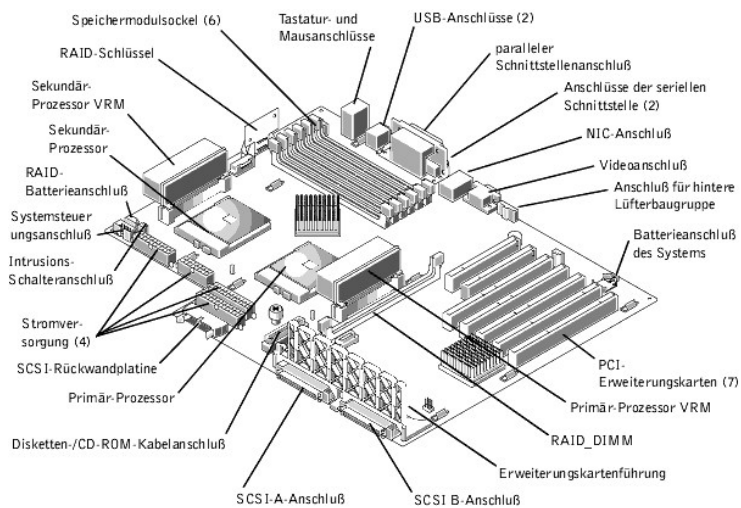 Speichermodulsockel (6)
RAID-Schlüssel
Sekundär-
Prozessor VRM
Sekundär-
Prozessor
RAID-
Batterieanschluß
Systemsteuer
ungsanschluß
Intrusions-
Schalteranschluß
Stromver-
sorgung (4)
SCSI-Rückwandplatine
Primär-Prozessor
Disketten-/CD-ROM-Kabelanschluß
SCSI-A-Anschluß
Tastatur- und
Mausanschlüsse
USB-Anschlüsse (2)
paralleler
Schnittstellenanschluß
Anschlüsse der seriellen
Schnittstelle (2)
NIC-Anschluß
Videoanschluß
Anschluß für hintere
Lüfterbaugruppe
Batterieanschluß
des Systems
PCI-
Erweiterungskarten (7)
Primär-Prozessor VRM
RAID_DIMM
Erweiterungskartenführung
SCSI B-Anschluß